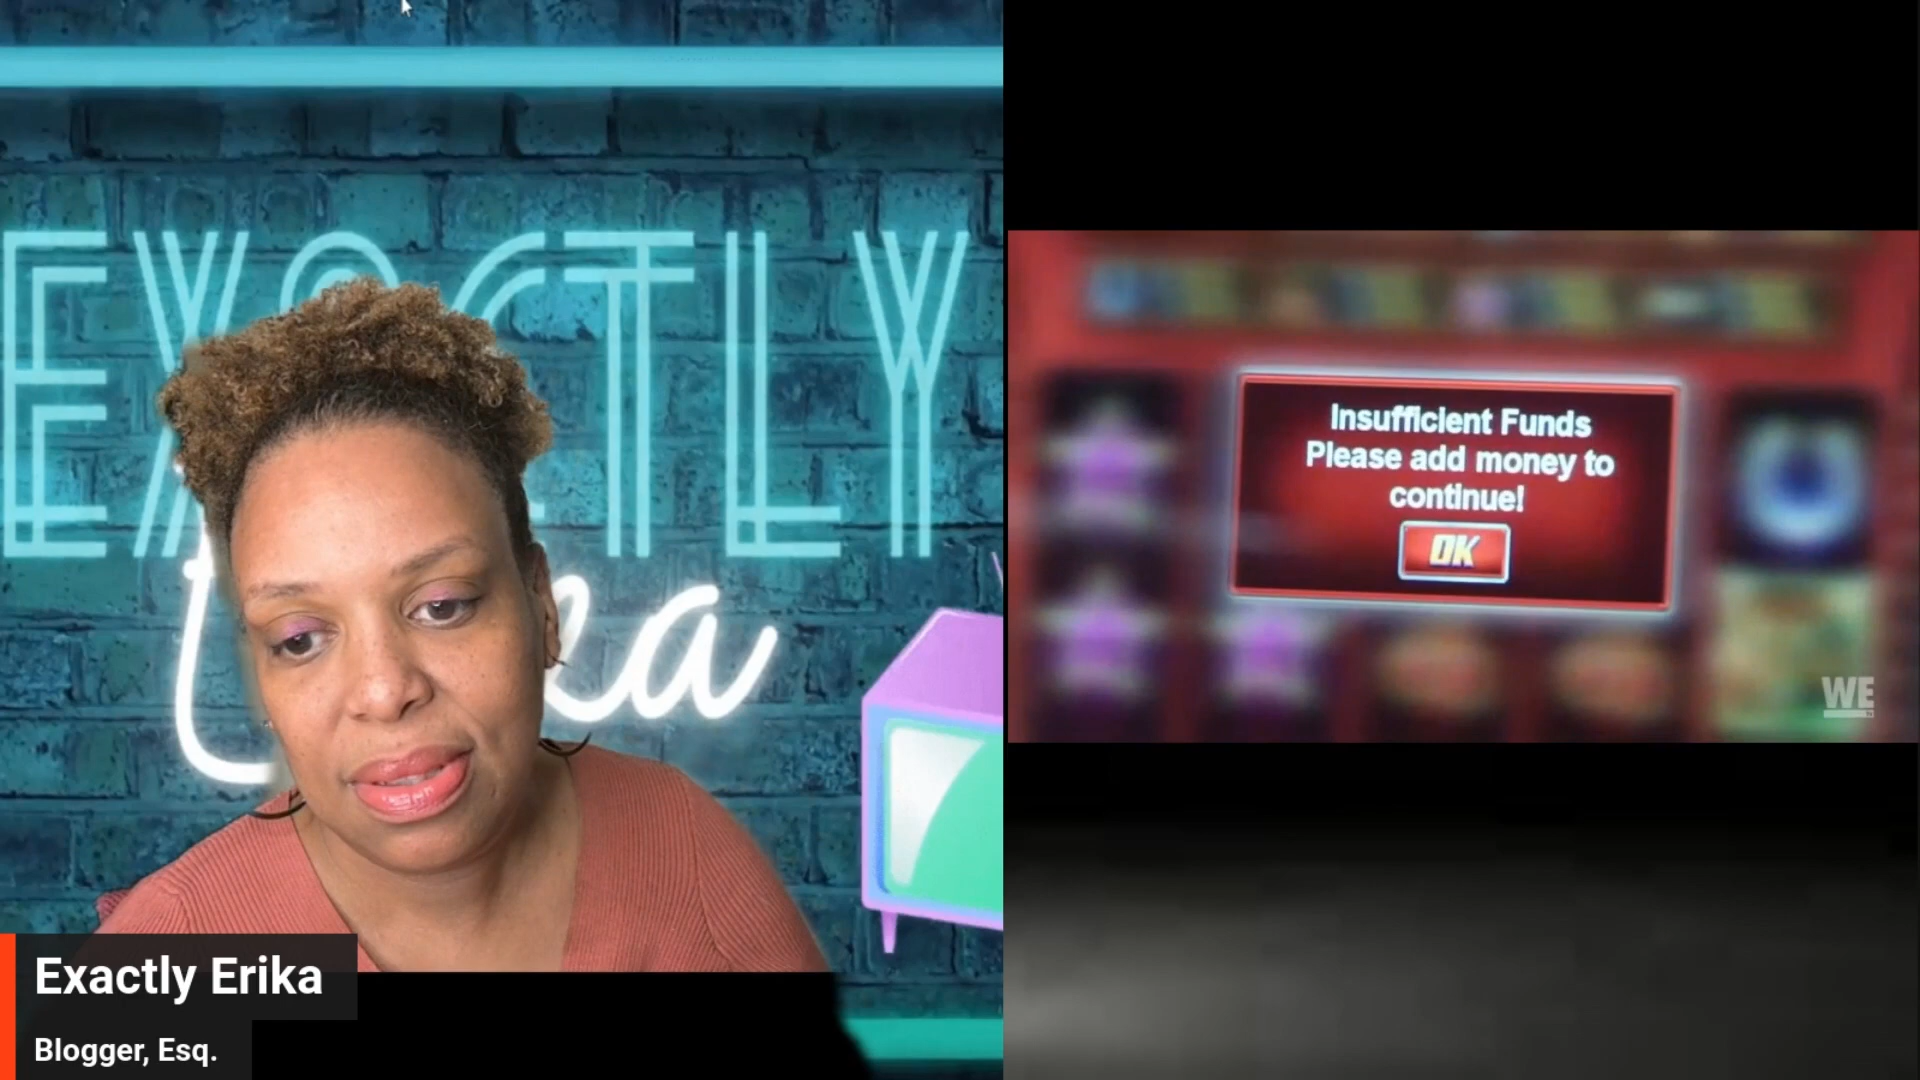 EXACTLY
Exactly Erika
Blogger, Esq.
Insufficient Funds
Please add money to
continue!
OK
WE